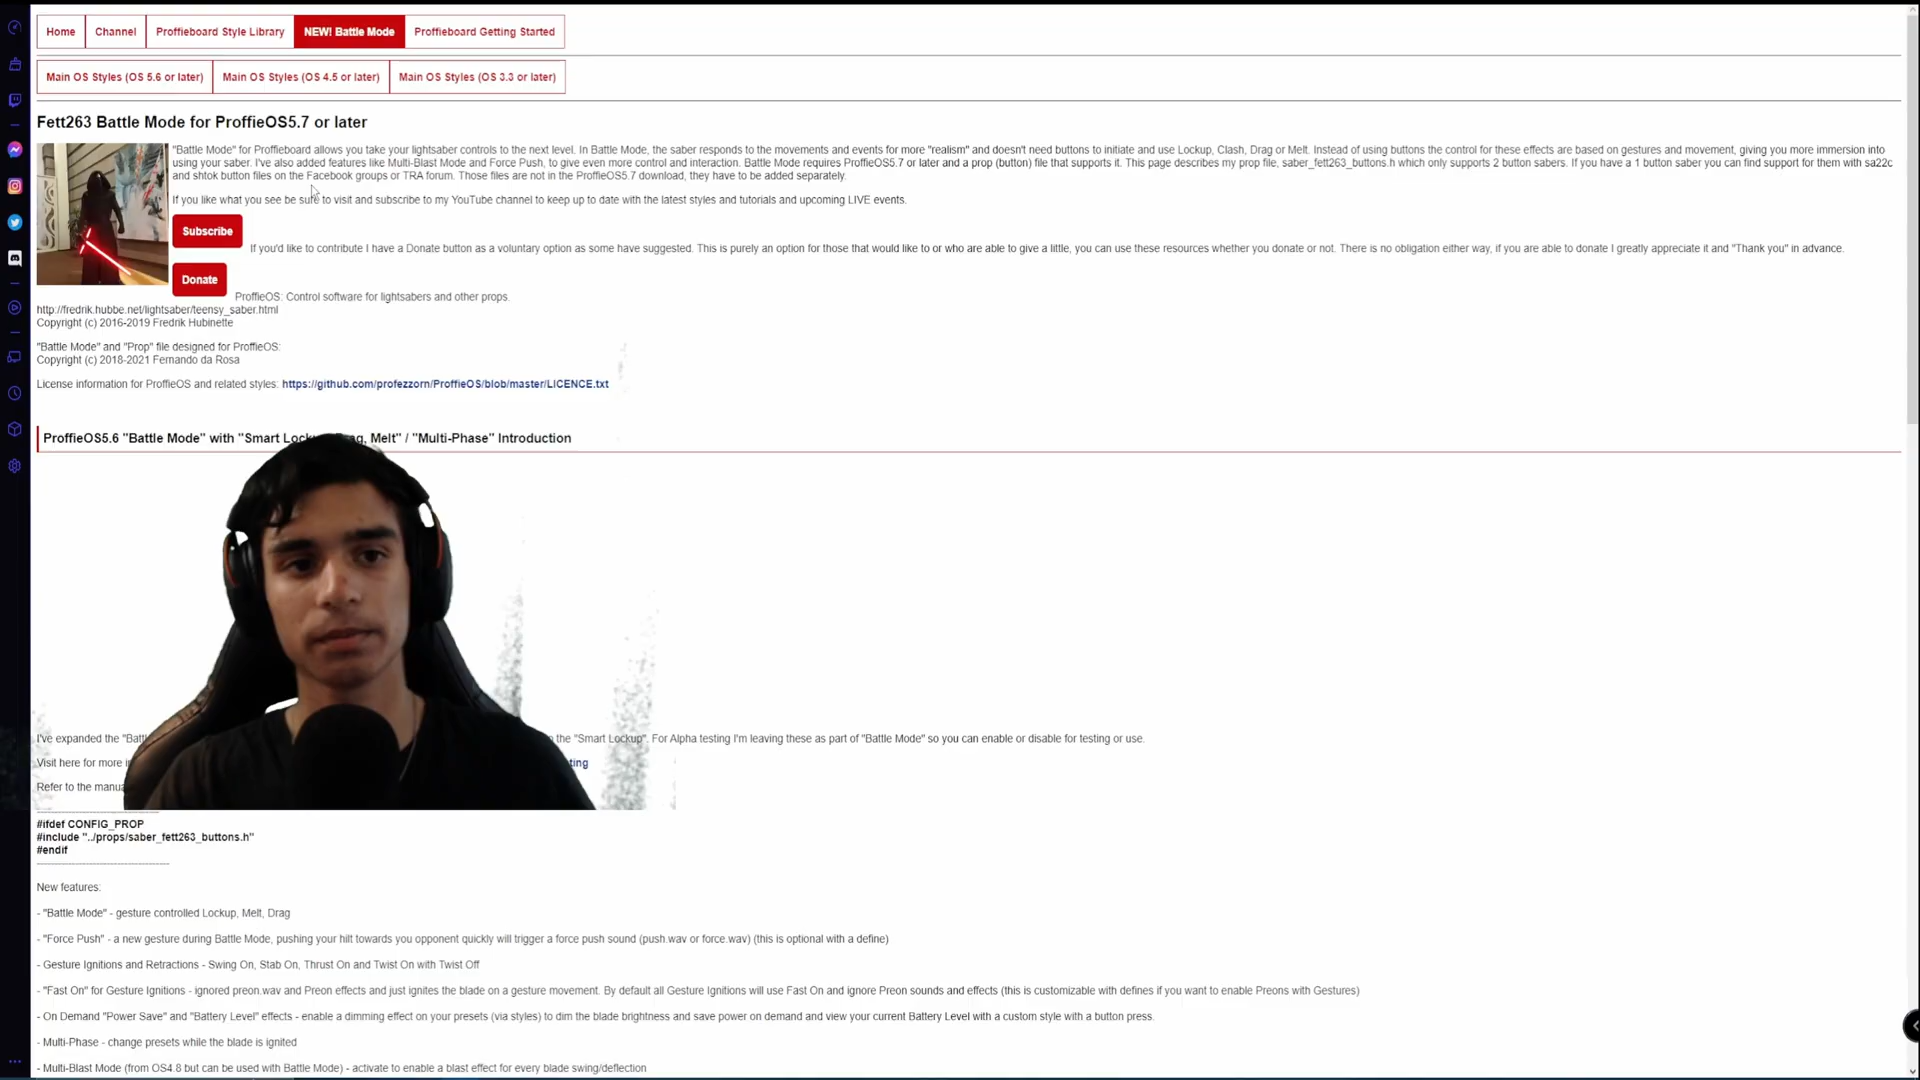 Home Channel Proffieboard Style Library NEW! Battle Mode Proffieboard Getting Started
Main OS Styles (OS 5.6 or later) Main OS Styles (OS 4.5 or later) Main OS Styles (OS 3.3 or later)
Fett263 Battle Mode for ProffieOS5.7 or later
"Battle Mode" for Proffieboard allows you take your lightsaber controls to the next level. In Battle Mode, the saber responds to the movements and events for more "realism" and doesn't need buttons to initiate and use Lockup, Clash, Drag or Melt. Instead of using buttons the control for these effects are based on gestures and movement, giving you more immersion into
using your saber. I've also added features like Multi-Blast Mode and Force Push, to give even more control and interaction. Battle Mode requires ProffieOS5.7 or later and a prop (button) file that supports it. This page describes my prop file, saber_fett263_buttons.h which only supports 2 button sabers. If you have a 1 button saber you can find support for them with sa22c
and shtok button files on the Facebook groups or TRA forum. Those files are not in the ProffieOS5.7 download, they have to be added separately.
If you like what you see be sure to visit and subscribe to my YouTube channel to keep up to date with the latest styles and tutorials and upcoming LIVE events.
Subscribe
If you'd like to contribute I have a Donate button as a voluntary option as some have suggested. This is purely an option for those that would like to or who are able to give a little, you can use these resources whether you donate or not. There is no obligation either way, if you are able to donate I greatly appreciate it and "Thank you" in advance.
Donate
ProffieOS: Control software for lightsabers and other props.
http://fredrik.hubbe.net/lightsaber/teensy_saber.html
Copyright (c) 2016-2019 Fredrik Hubinette
"Battle Mode" and "Prop" file designed for ProffieOS:
Copyright (c) 2018-2021 Fernando da Rosa
License information for ProffieOS and related styles: https://github.com/profezzorn/ProffieOS/blob/master/LICENCE.txt
ProffieOS5.6 "Battle Mode" with "Smart Lock Drag, Melt" / "Multi-Phase" Introduction
I've expanded the "Batt the "Smart Lockup". For Alpha testing I'm leaving these as part of "Battle Mode" so you can enable or disable for testing or use.
Visit here for more ting
Refer to the manua
#ifdef CONFIG_PROP
#include "../props/saber_fett263_buttons.h"
#endif
New features:
- "Battle Mode" - gesture controlled Lockup, Melt, Drag
- "Force Push" - a new gesture during Battle Mode, pushing your hilt towards you opponent quickly will trigger a force push sound (push.wav or force.wav) (this is optional with a define)
- Gesture Ignitions and Retractions - Swing On, Stab On, Thrust On and Twist On with Twist Off
- "Fast On" for Gesture Ignitions - ignored preon.wav and Preon effects and just ignites the blade on a gesture movement. By default all Gesture Ignitions will use Fast On and ignore Preon sounds and effects (this is customizable with defines if you want to enable Preons with Gestures)
- On Demand "Power Save" and "Battery Level" effects - enable a dimming effect on your presets (via styles) to dim the blade brightness and save power on demand and view your current Battery Level with a custom style with a button press.
- Multi-Phase - change presets while the blade is ignited
- Multi-Blast Mode (from OS4.8 but can be used with Battle Mode) - activate to enable a blast effect for every blade swing/deflection